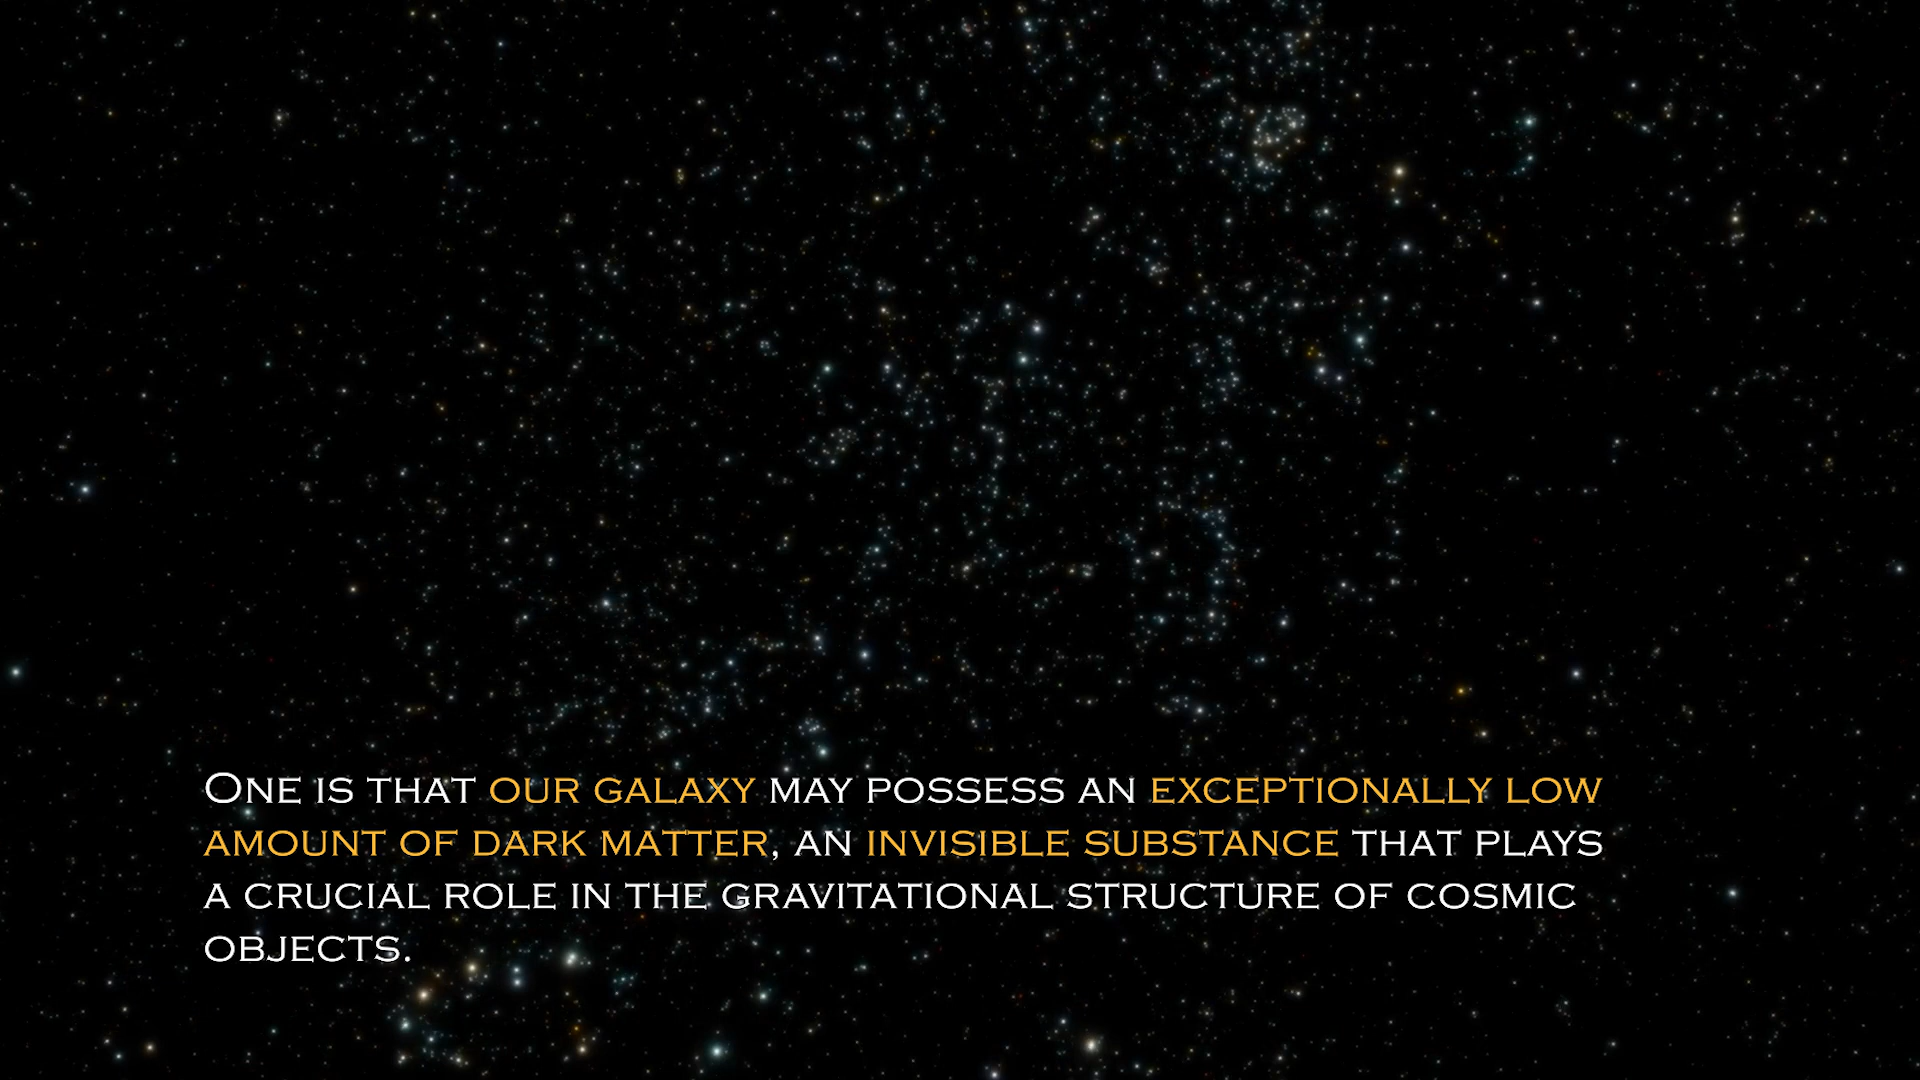 One is that our galaxy may possess an exceptionally low
amount of dark matter, an invisible substance that plays
a crucial role in the gravitational structure of cosmic
objects.